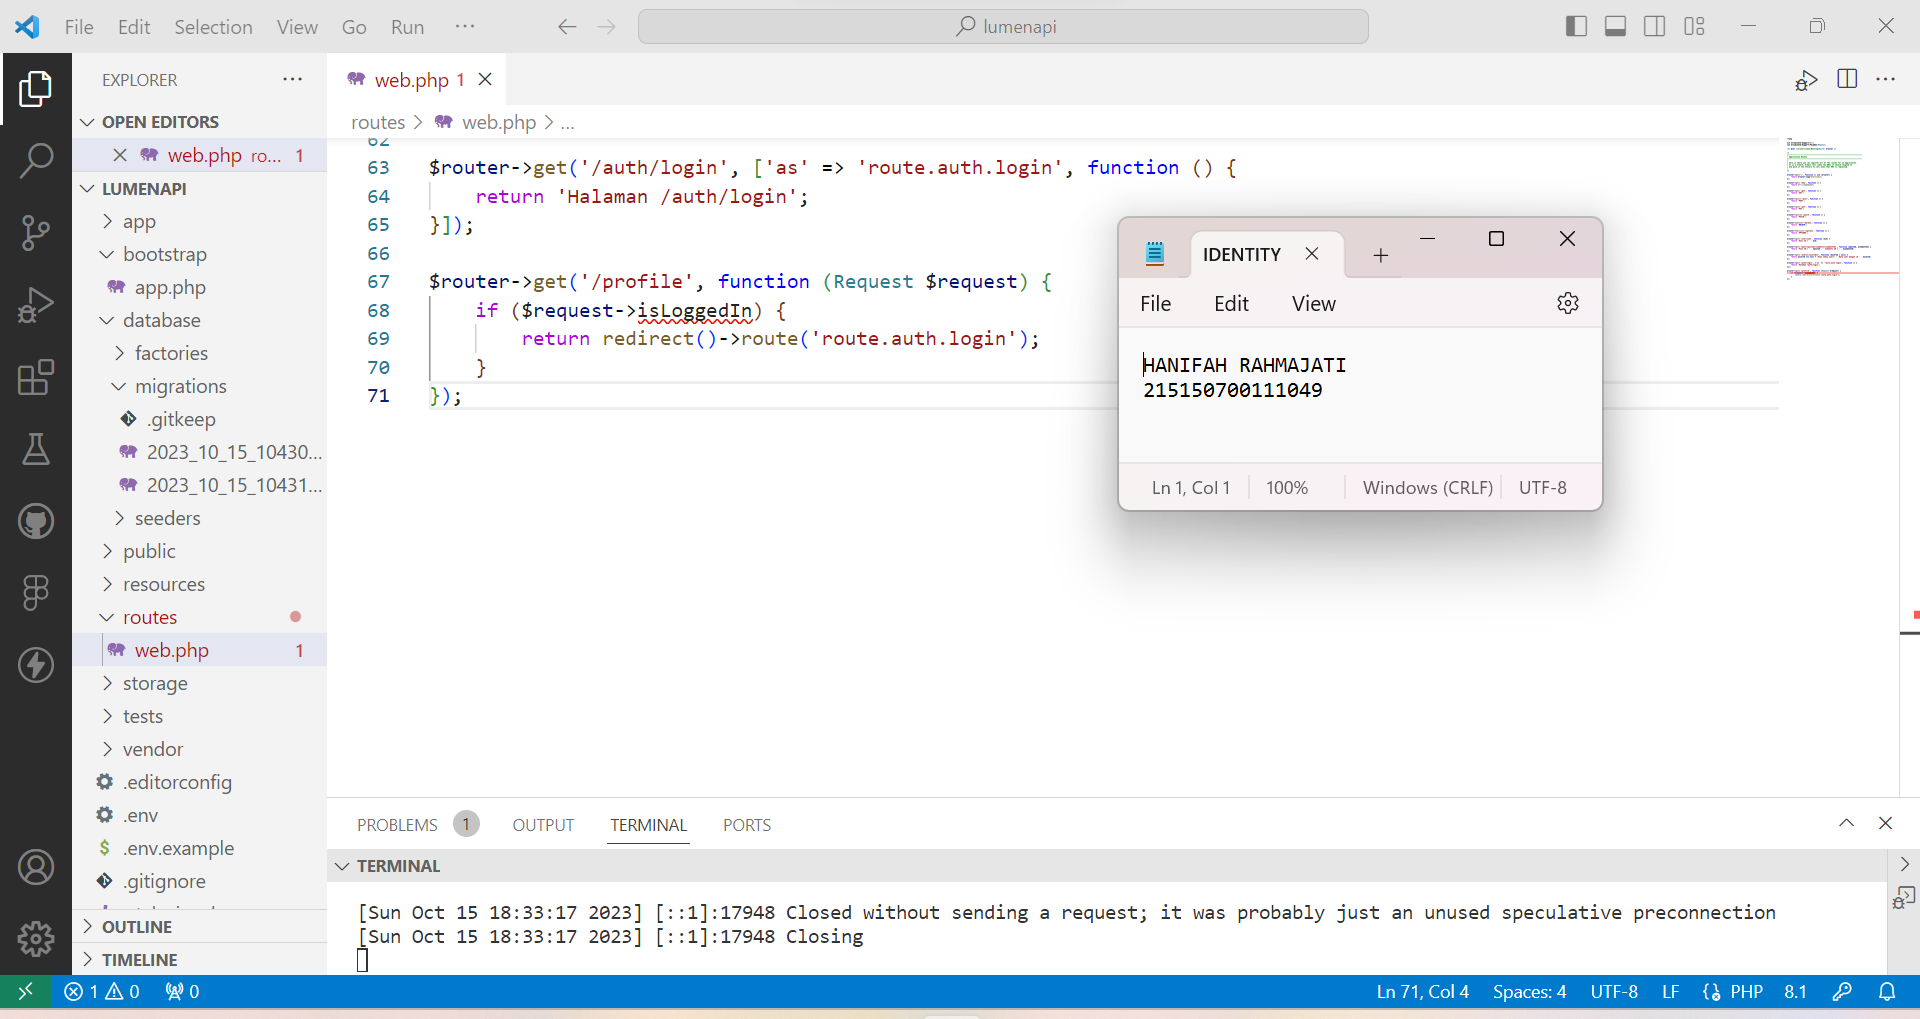 File Edit Selection View Go Run ···
lumenapi
EXPLORER
OPEN EDITORS
web.php ro... 1
LUMENAPI
app
bootstrap
app.php
database
factories
migrations
.gitkeep
2023_10_15_10430...
2023_10_15_10431...
seeders
public
resources
routes
web.php 1
storage
tests
vendor
.editorconfig
.env
.env.example
.gitignore
OUTLINE
TIMELINE
web.php 1
routes > web.php > ...
62
63 $router->get('/auth/login', ['as' => 'route.auth.login', function () {
64 return 'Halaman /auth/login';
65 }]);
66
67 $router->get('/profile', function (Request $request) {
68 if ($request->isLoggedIn) {
69 return redirect()->route('route.auth.login');
70 }
71 });
IDENTITY
File Edit View
HANIFAH RAHMAJATI
215150700111049
Ln 1, Col 1 100% Windows (CRLF) UTF-8
PROBLEMS 1 OUTPUT TERMINAL PORTS
TERMINAL
[Sun Oct 15 18:33:17 2023] [::1]:17948 Closed without sending a request; it was probably just an unused speculative preconnection
[Sun Oct 15 18:33:17 2023] [::1]:17948 Closing
1 0 0
Ln 71, Col 4 Spaces: 4 UTF-8 LF PHP 8.1